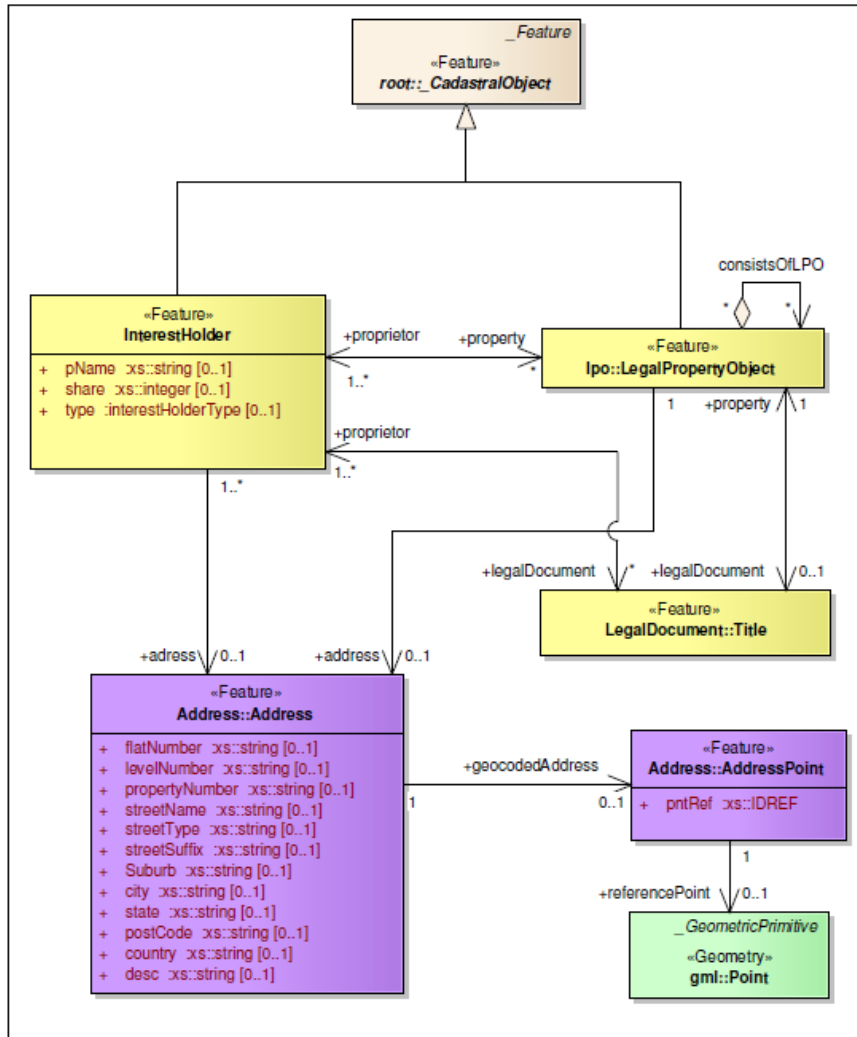 _Feature
«Feature»
root::_CadastralObject
consistsOfLPO
* *
«Feature»
InterestHolder
+ pName :xs::string [0..1]
+ share :xs::integer [0..1]
+ type :interestHolderType [0..1]
+proprietor +property
1..* *
«Feature»
lpo::LegalPropertyObject
1 +property 1
+proprietor
1..*
1..*
+legalDocument * +legalDocument 0..1
«Feature»
LegalDocument::Title
+adress 0..1 +address 0..1
«Feature»
Address::Address
+ flatNumber :xs::string [0..1]
+ levelNumber :xs::string [0..1]
+ propertyNumber :xs::string [0..1]
+ streetName :xs::string [0..1]
+ streetType :xs::string [0..1]
+ streetSuffix :xs::string [0..1]
+ Suburb :xs::string [0..1]
+ city :xs::string [0..1]
+ state :xs::string [0..1]
+ postCode :xs::string [0..1]
+ country :xs::string [0..1]
+ desc :xs::string [0..1]
+geocodedAddress
1 0..1
«Feature»
Address::AddressPoint
+ pntRef :xs::IDREF
1
+referencePoint 0..1
_GeometricPrimitive
«Geometry»
gml::Point